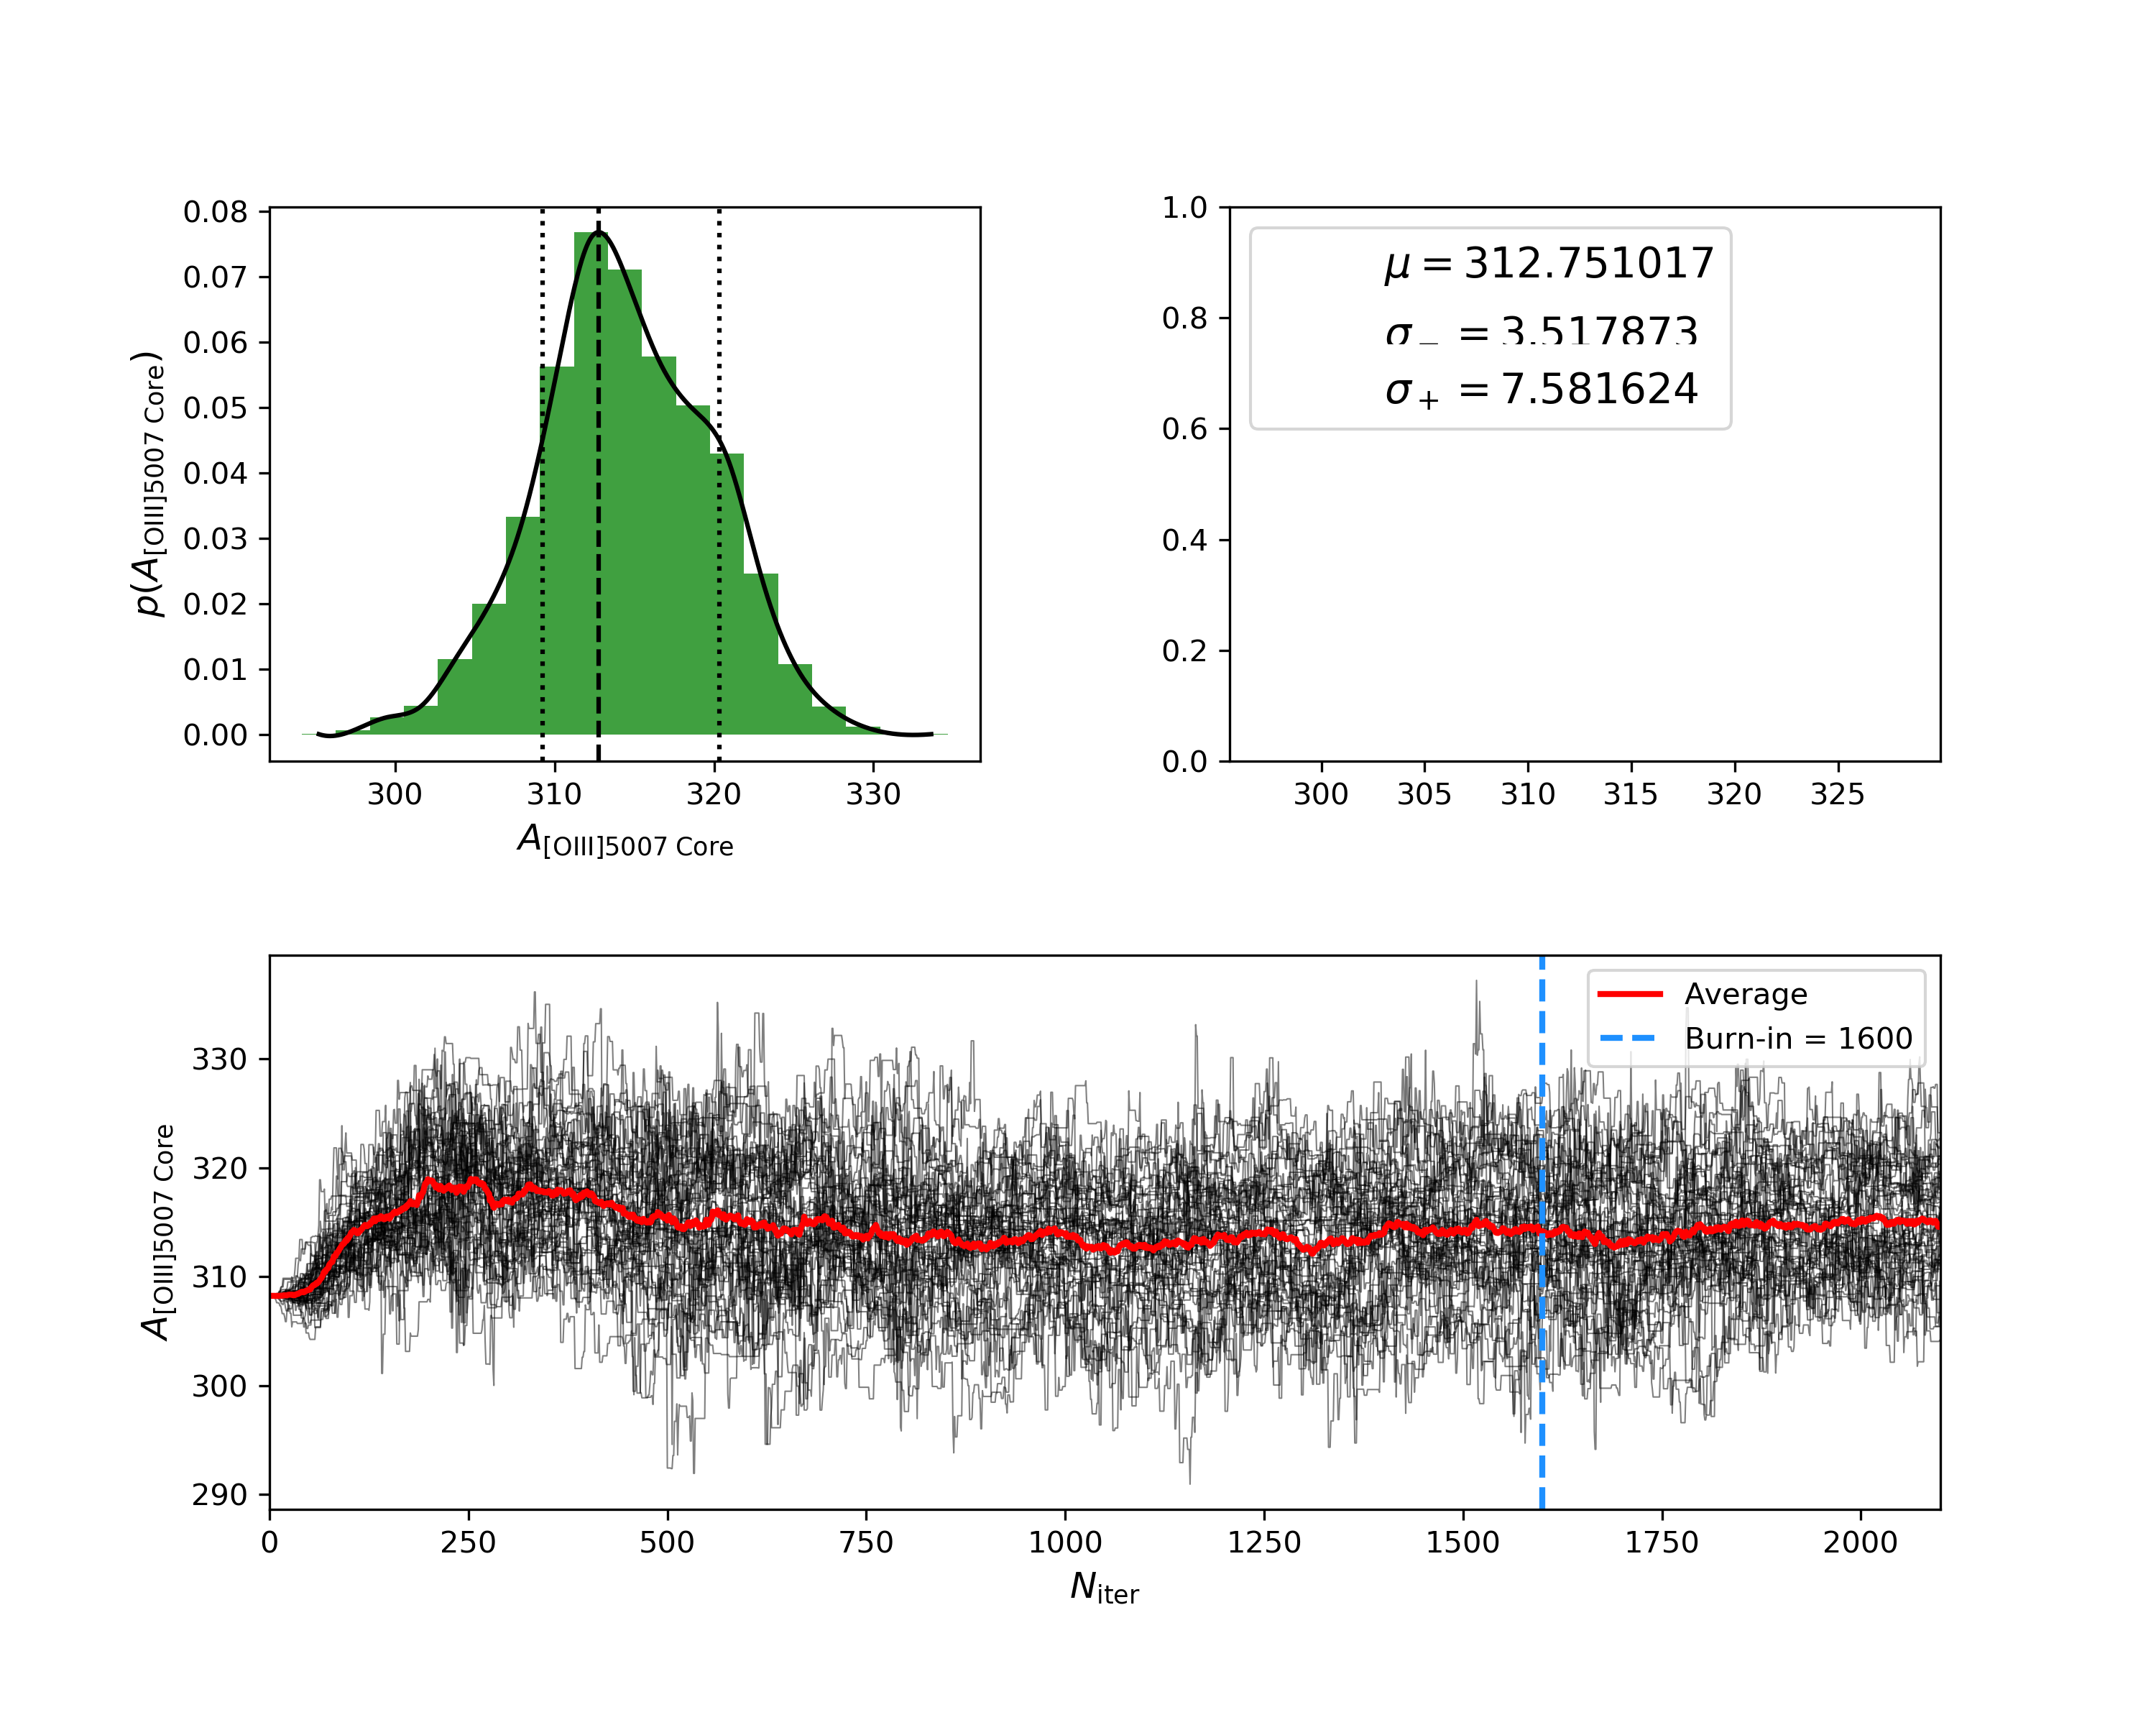 0.08
0.07
0.06
0.05
0.04
0.03
0.02
0.01
0.00
p(A[OIII]5007 Core)
300 310 320 330
A[OIII]5007 Core
1.0
0.8
0.6
0.4
0.2
0.0
μ = 312.751017
σ− = 3.517873
σ+ = 7.581624
300 305 310 315 320 325
330
320
310
300
290
A[OIII]5007 Core
Average
Burn-in = 1600
0 250 500 750 1000 1250 1500 1750 2000
Niter